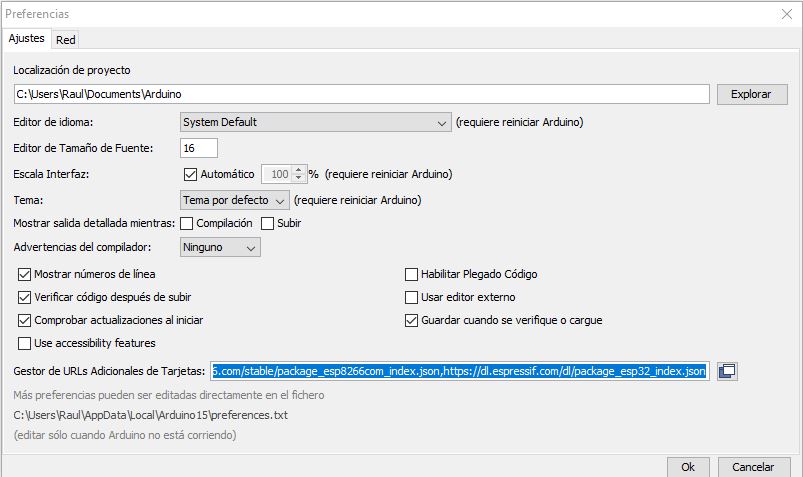 Preferencias
Ajustes Red
Localización de proyecto
C:\Users\Raul\Documents\Arduino Explorar
Editor de idioma: System Default (requiere reiniciar Arduino)
Editor de Tamaño de Fuente: 16
Escala Interfaz: Automático 100 % (requiere reiniciar Arduino)
Tema: Tema por defecto (requiere reiniciar Arduino)
Mostrar salida detallada mientras: Compilación Subir
Advertencias del compilador: Ninguno
Mostrar números de línea Habilitar Plegado Código
Verificar código después de subir Usar editor externo
Comprobar actualizaciones al iniciar Guardar cuando se verifique o cargue
Use accessibility features
Gestor de URLs Adicionales de Tarjetas: 6.com/stable/package_esp8266com_index.json,https://dl.espressif.com/dl/package_esp32_index.json
Más preferencias pueden ser editadas directamente en el fichero
C:\Users\Raul\AppData\Local\Arduino15\preferences.txt
(editar sólo cuando Arduino no está corriendo)
Ok Cancelar